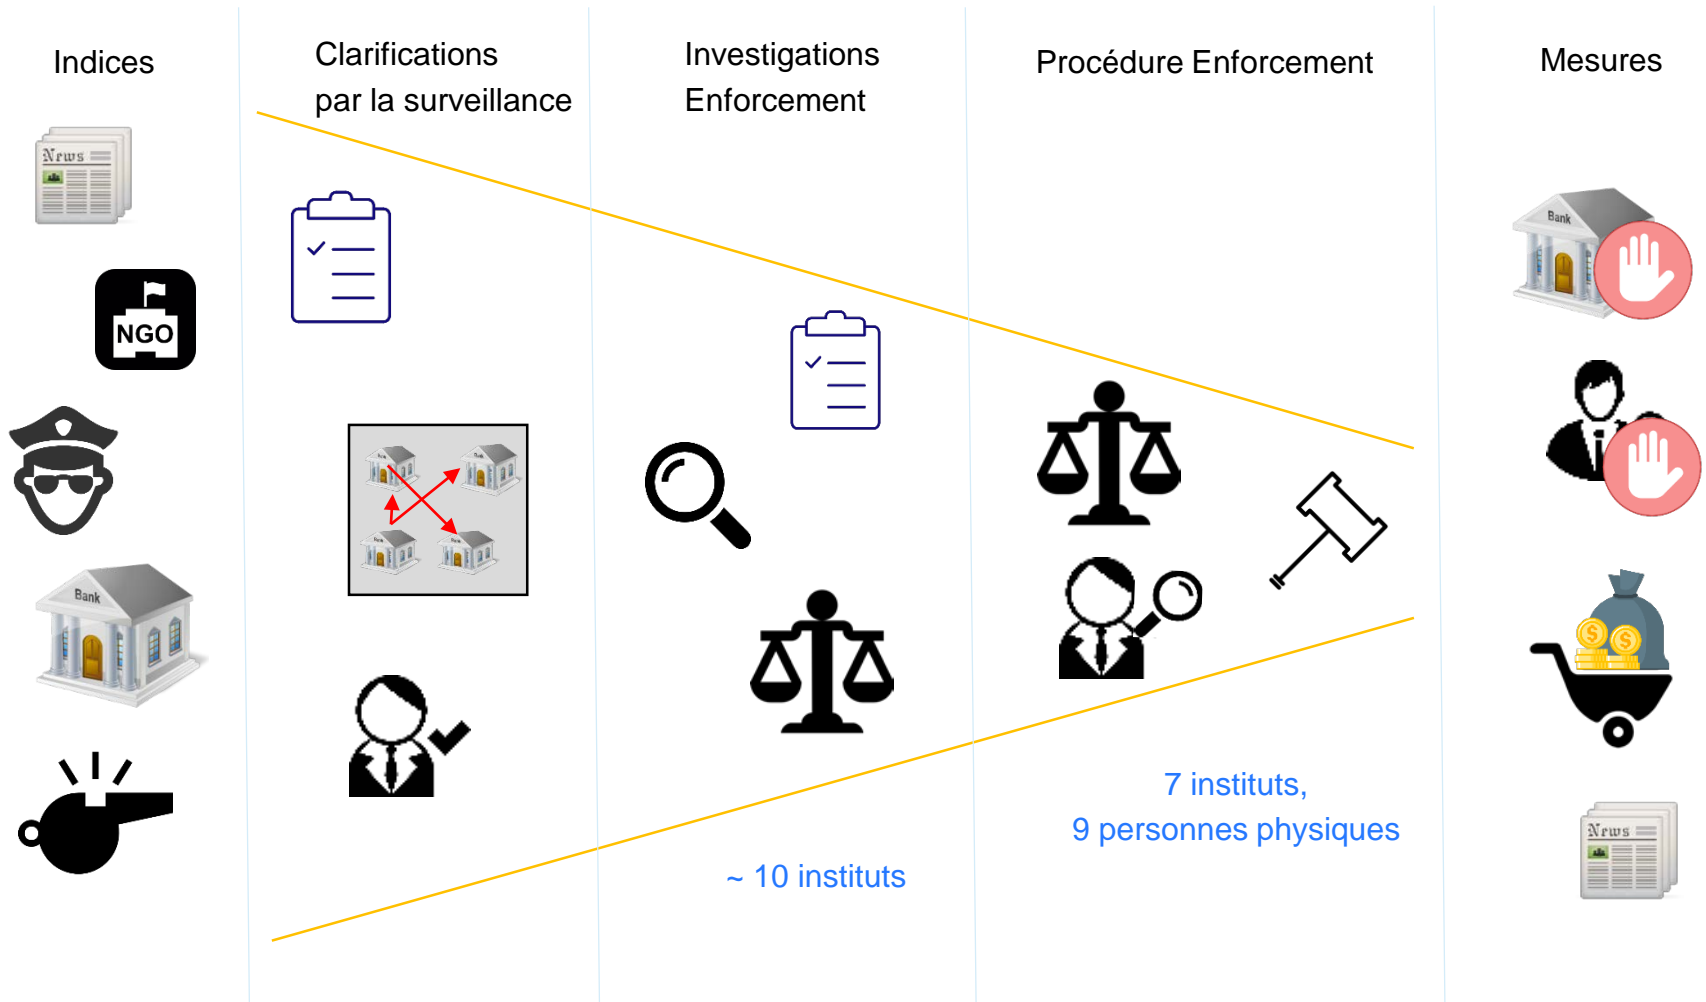 Indices
Clarifications
par la surveillance
Investigations
Enforcement
Procédure Enforcement
Mesures
News
NGO
Bank
Bank
News
7 instituts,
9 personnes physiques
~ 10 instituts